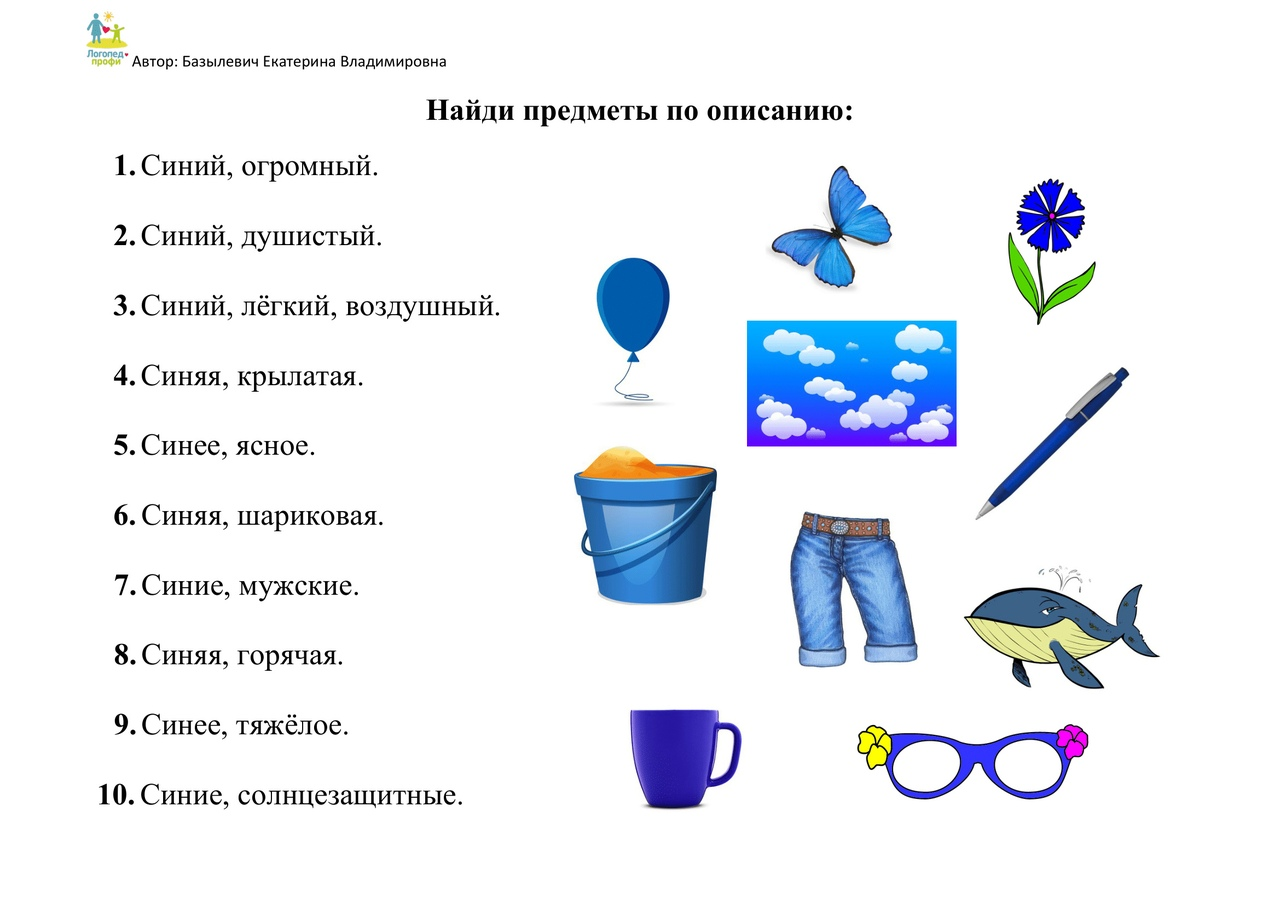 Логопед
профи
Автор: Базылевич Екатерина Владимировна
Найди предметы по описанию:
1. Синий, огромный.
2. Синий, душистый.
3. Синий, лёгкий, воздушный.
4. Синяя, крылатая.
5. Синее, ясное.
6. Синяя, шариковая.
7. Синие, мужские.
8. Синяя, горячая.
9. Синее, тяжёлое.
10. Синие, солнцезащитные.